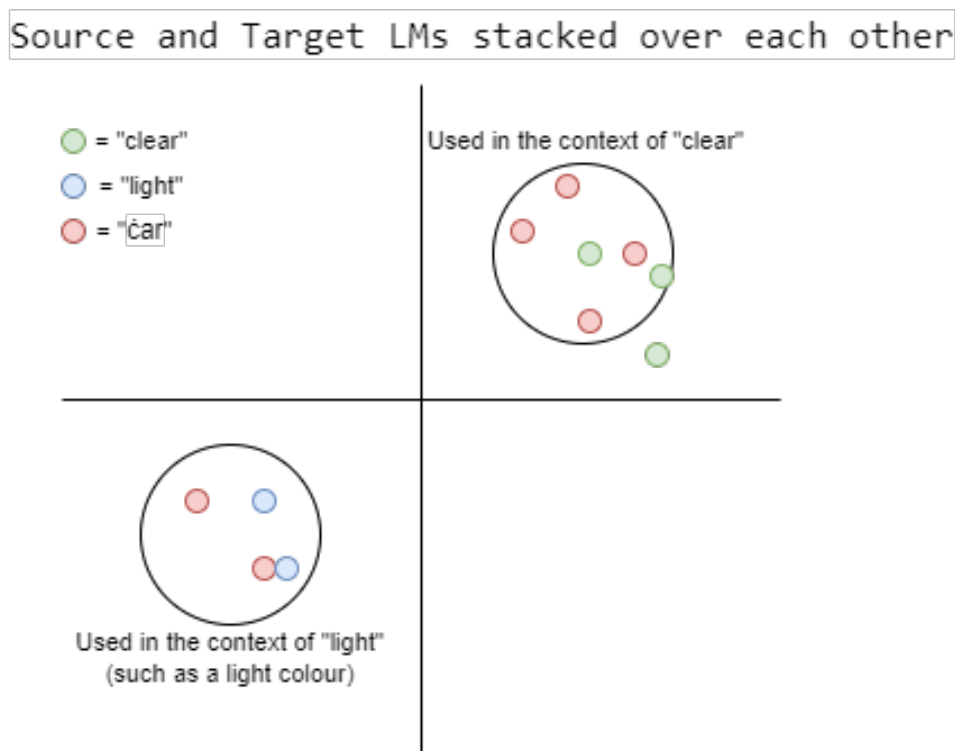 Source and Target LMs stacked over each other
= "clear"
= "light"
= "ċar"
Used in the context of "clear"
Used in the context of "light"
(such as a light colour)